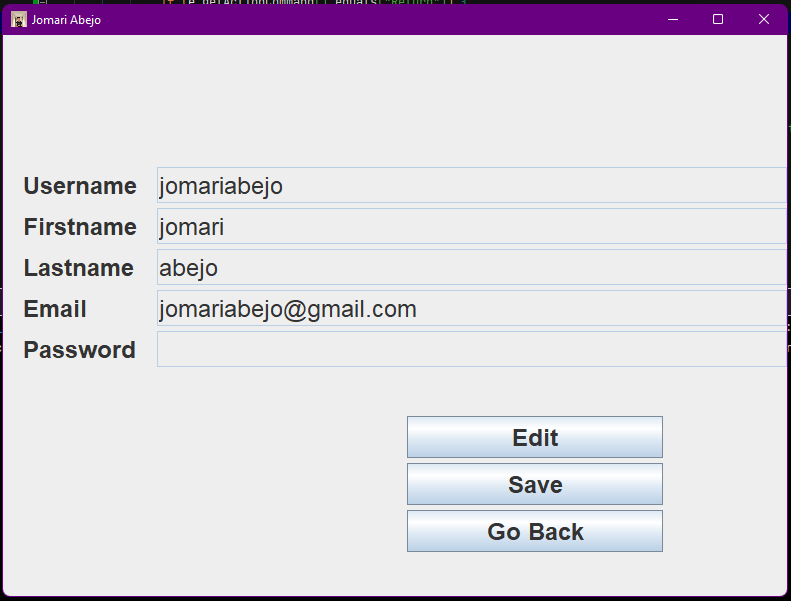 Jomari Abejo
Username jomariabejo
Firstname jomari
Lastname abejo
Email jomariabejo@gmail.com
Password
Edit
Save
Go Back